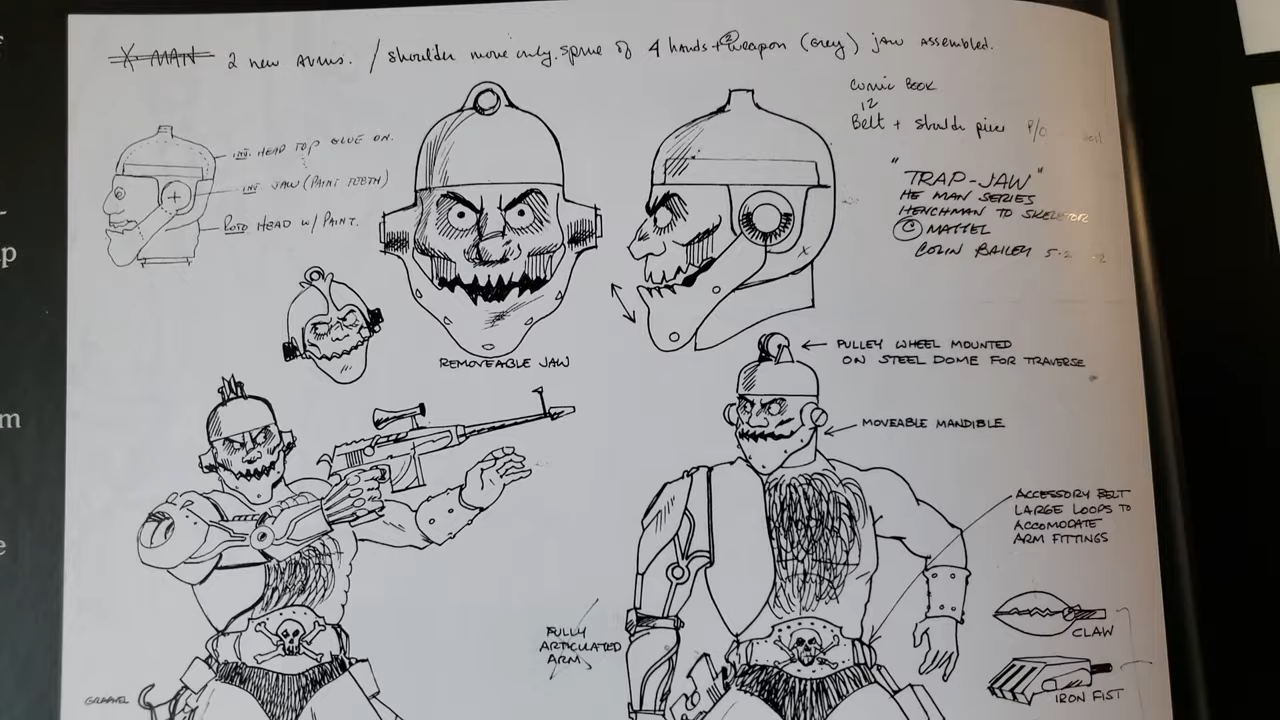 X-MAN 2 new arms. / shoulder move only. sprue of 4 hands + 2 weapon (grey) jaw assembled.
Comic Book
12
Belt + shoulder piece P/O
INJ. HEAD TOP GLUE ON.
INJ. JAW (PAINT TEETH)
ROTO HEAD W/ PAINT.
"TRAP-JAW"
HE MAN SERIES
HENCHMAN TO SKELETOR
© MATTEL
COLIN BAILEY
REMOVEABLE JAW
PULLEY WHEEL MOUNTED
ON STEEL DOME FOR TRAVERSE
MOVEABLE MANDIBLE
ACCESSORY BELT
LARGE LOOPS TO
ACCOMODATE
ARM FITTINGS
FULLY
ARTICULATED
ARM
CLAW
IRON FIST